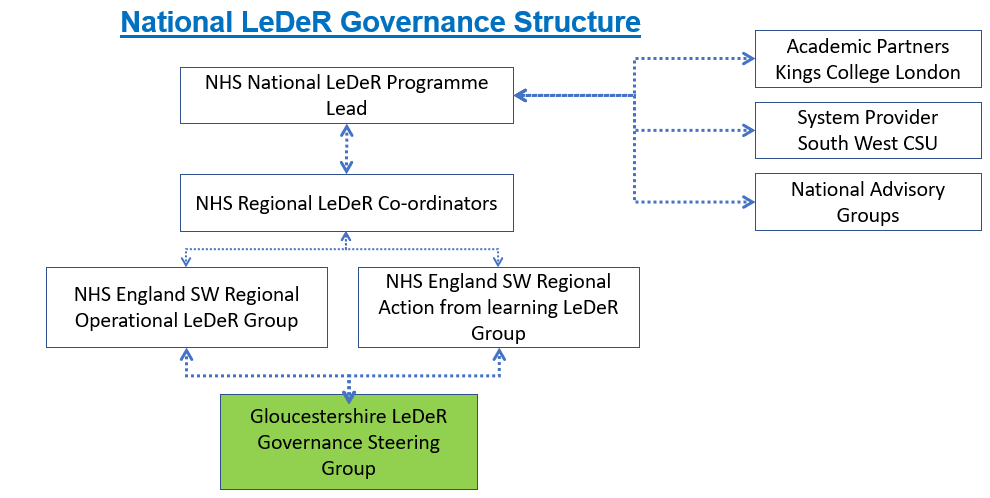 National LeDeR Governance Structure
NHS National LeDeR Programme
Lead
Academic Partners
Kings College London
System Provider
South West CSU
National Advisory
Groups
NHS Regional LeDeR Co-ordinators
NHS England SW Regional
Operational LeDeR Group
NHS England SW Regional
Action from learning LeDeR
Group
Gloucestershire LeDeR
Governance Steering
Group